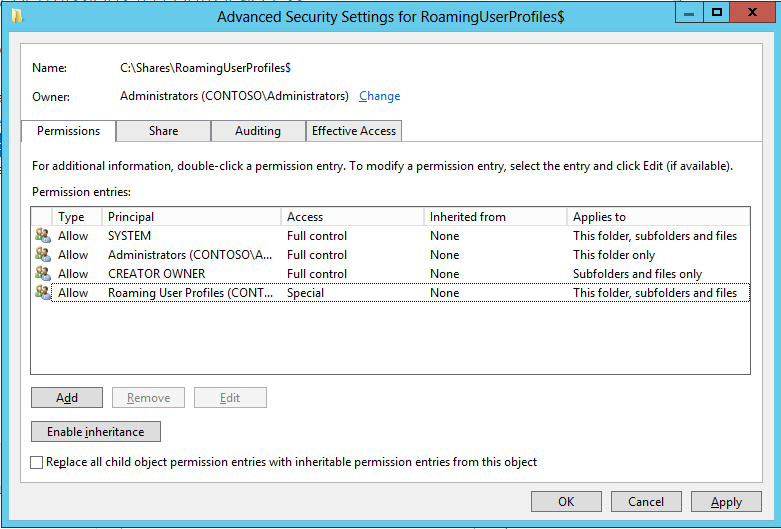 Advanced Security Settings for RoamingUserProfiles$
Name: C:\Shares\RoamingUserProfiles$
Owner: Administrators (CONTOSO\Administrators) Change
Permissions Share Auditing Effective Access
For additional information, double-click a permission entry. To modify a permission entry, select the entry and click Edit (if available).
Permission entries:
Type Principal Access Inherited from Applies to
Allow SYSTEM Full control None This folder, subfolders and files
Allow Administrators (CONTOSO\A... Full control None This folder only
Allow CREATOR OWNER Full control None Subfolders and files only
Allow Roaming User Profiles (CONT... Special None This folder, subfolders and files
Add Remove Edit
Enable inheritance
Replace all child object permission entries with inheritable permission entries from this object
OK Cancel Apply